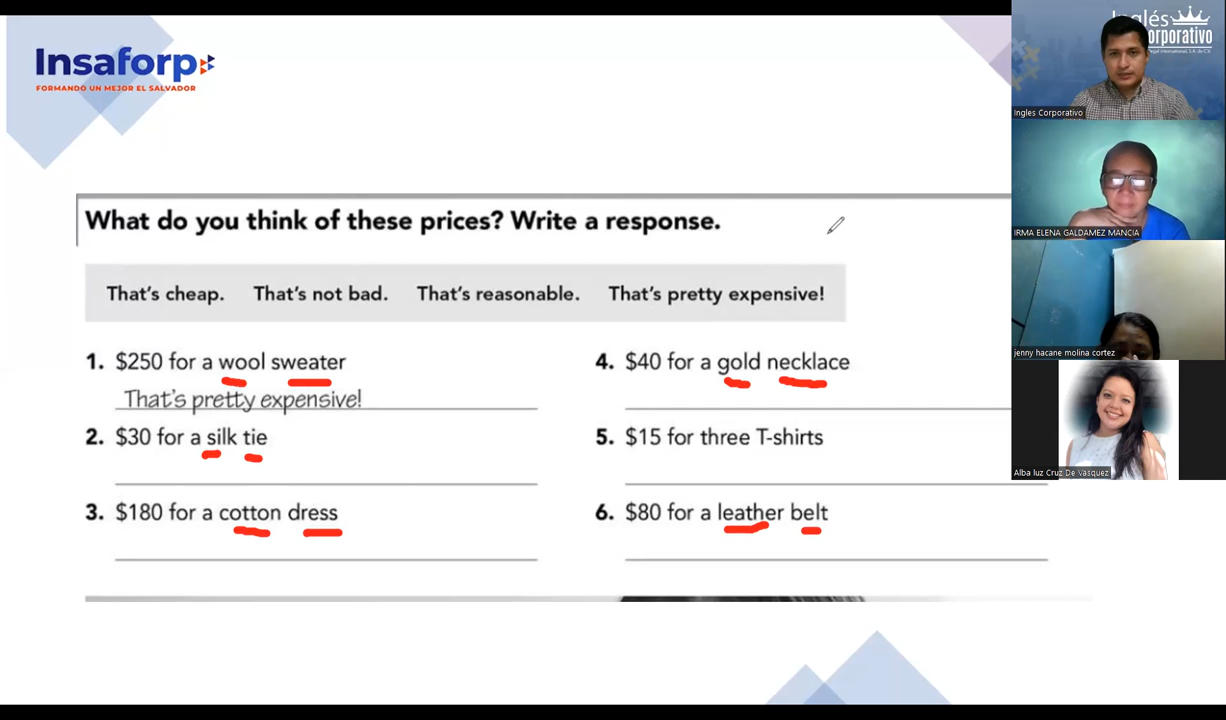 Insaforp
FORMANDO UN MEJOR EL SALVADOR
What do you think of these prices? Write a response.
That's cheap. That's not bad. That's reasonable. That's pretty expensive!
1. $250 for a wool sweater
That's pretty expensive!
2. $30 for a silk tie
3. $180 for a cotton dress
4. $40 for a gold necklace
5. $15 for three T-shirts
6. $80 for a leather belt
Inglés
Corporativo
Ingles Corporativo
IRMA ELENA GALDAMEZ MANCIA
jenny hacane molina cortez
Alba luz Cruz De Vasquez